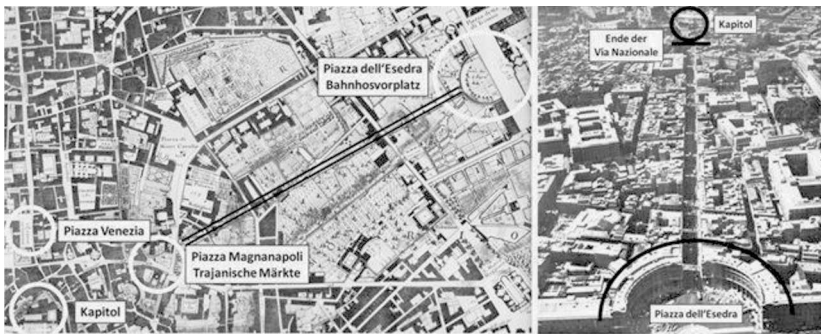 Piazza dell'Esedra
Bahnhosvorplatz
Piazza Venezia
Piazza Magnanapoli
Trajanische Märkte
Kapitol
Kapitol
Ende der
Via Nazionale
Piazza dell'Esedra